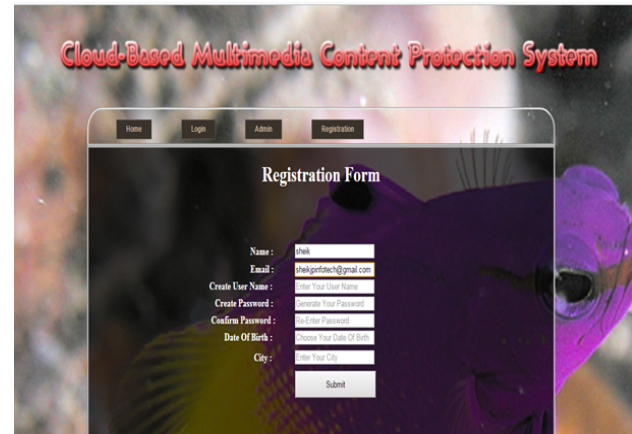 Cloud-Based Multimedia Content Protection System
Home Login Admin Registration
Registration Form
Name : sheik
Email : sheikjpinfotech@gmail.com
Create User Name : Enter Your User Name
Create Password : Generate Your Password
Confirm Password : Re-Enter Password
Date Of Birth : Choose Your Date Of Birth
City : Enter Your City
Submit